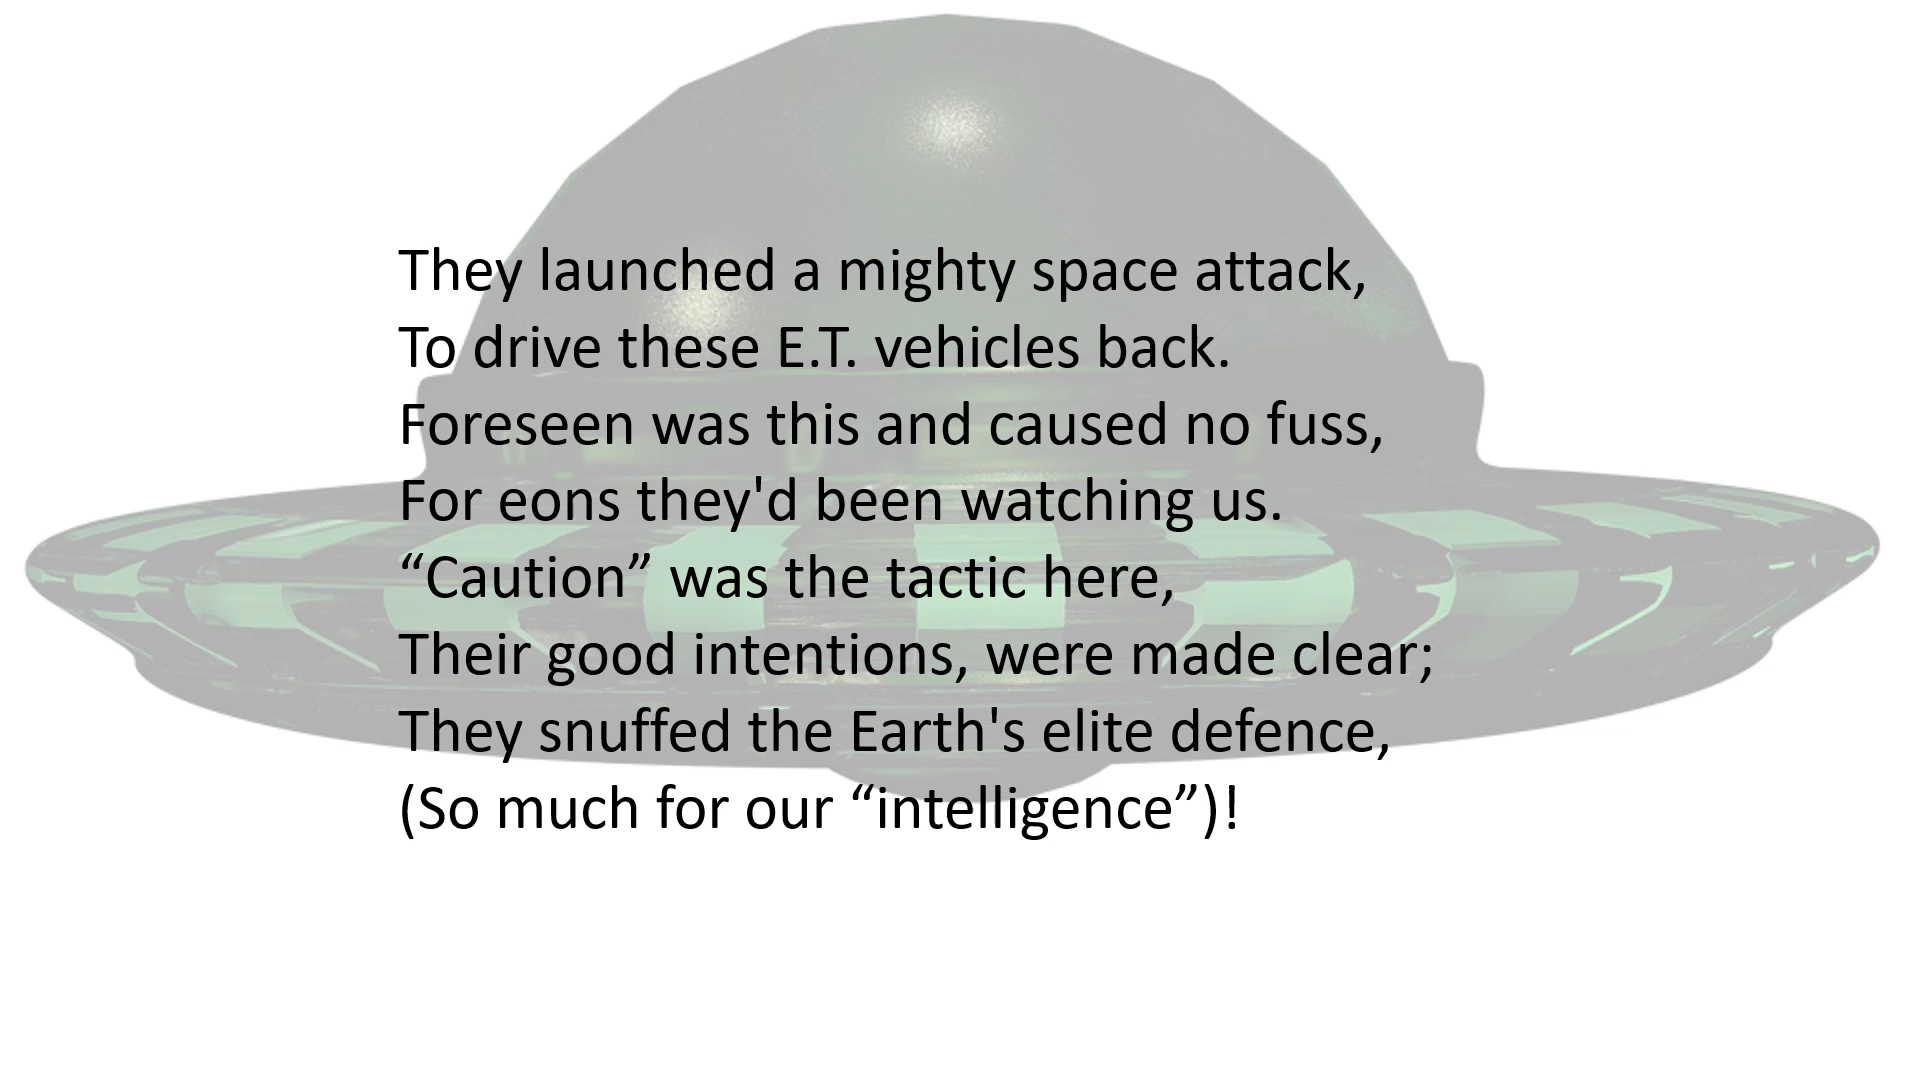 They launched a mighty space attack,
To drive these E.T. vehicles back.
Foreseen was this and caused no fuss,
For eons they'd been watching us.
“Caution” was the tactic here,
Their good intentions, were made clear;
They snuffed the Earth's elite defence,
(So much for our “intelligence”)!